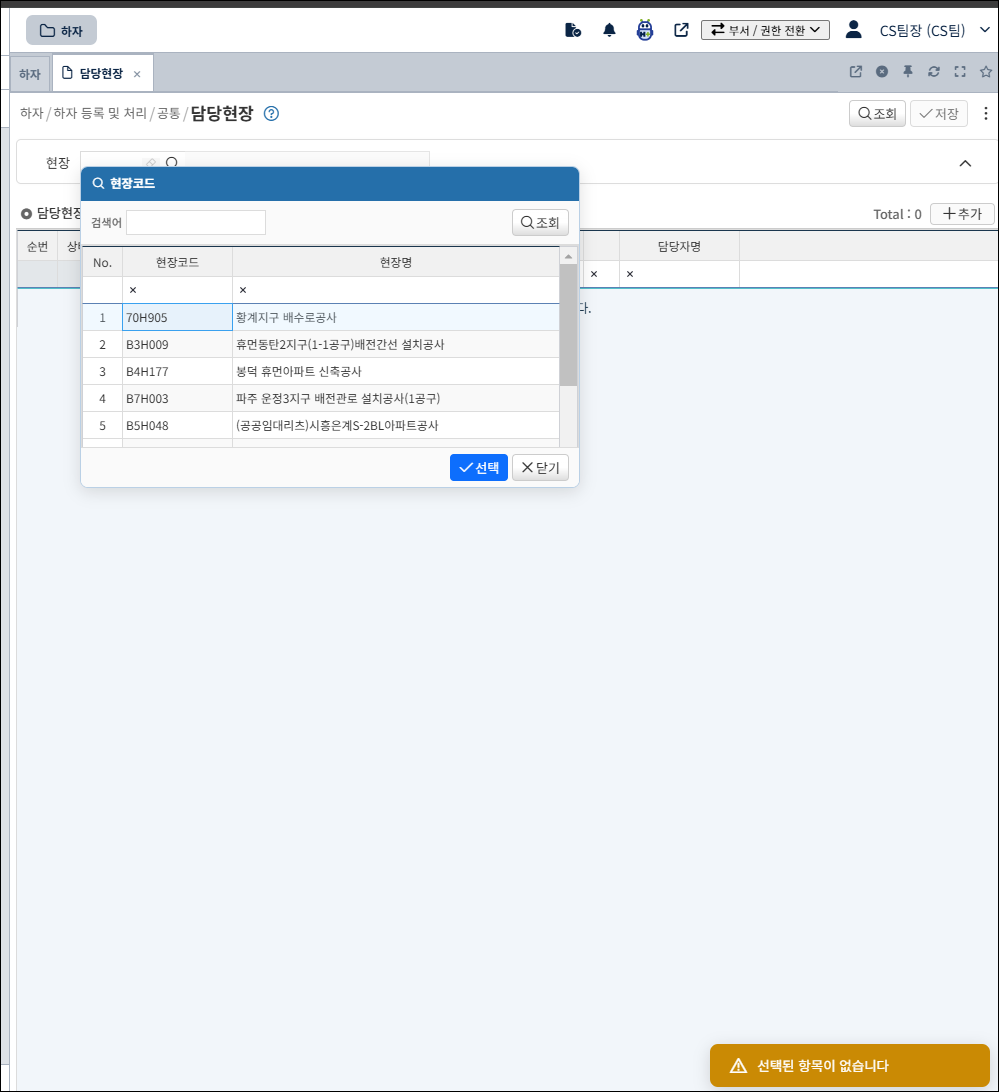 하자
부서 / 권한 전환
CS팀장 (CS팀)
하자
담당현장 ×
하자 / 하자 등록 및 처리 / 공통 / 담당현장 ?
조회
저장
현장
현장코드
담당현장
Total : 0
추가
검색어
조회
순번
담당자명
No. 현장코드 현장명
× ×
× ×
1 70H905 황계지구 배수로공사
다.
2 B3H009 휴먼동탄2지구(1-1공구)배전간선 설치공사
3 B4H177 봉덕 휴먼아파트 신축공사
4 B7H003 파주 운정3지구 배전관로 설치공사(1공구)
5 B5H048 (공공임대리츠)시흥은계S-2BL아파트공사
선택
닫기
선택된 항목이 없습니다